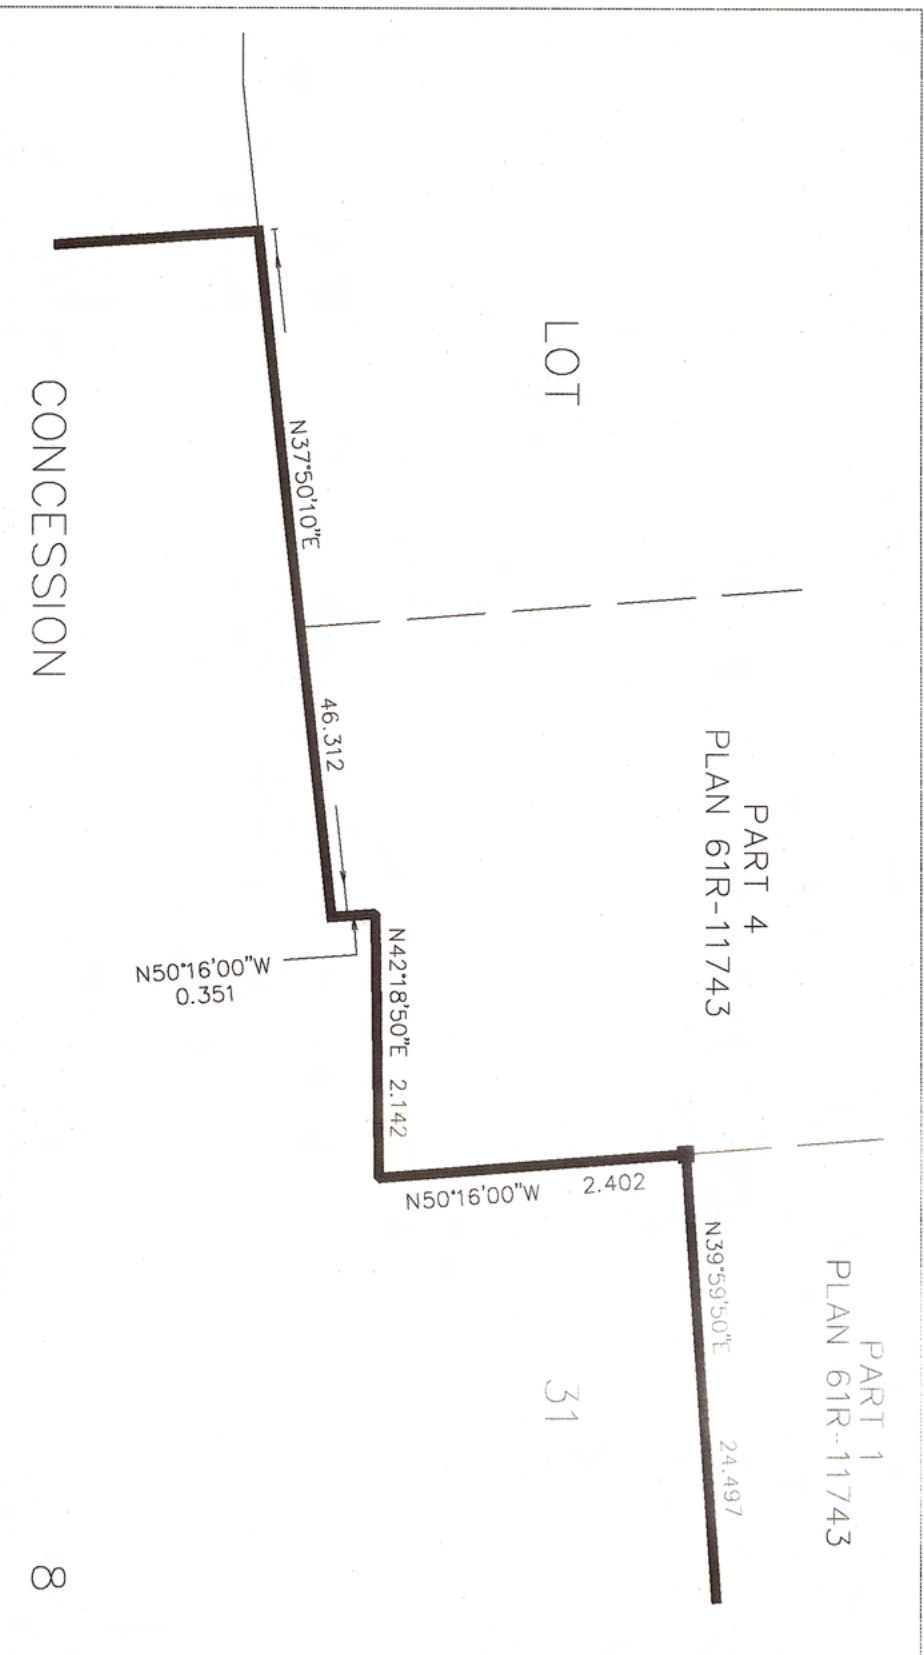 PART 1
PLAN 61R--11743
PART 4
PLAN 61R-11743
LOT
31
N39°59'50"E 24.497
N50°16'00"W 2.402
N42°18'50"E 2.142
N37°50'10"E 46.312
N50°16'00"W
0.351
CONCESSION
8